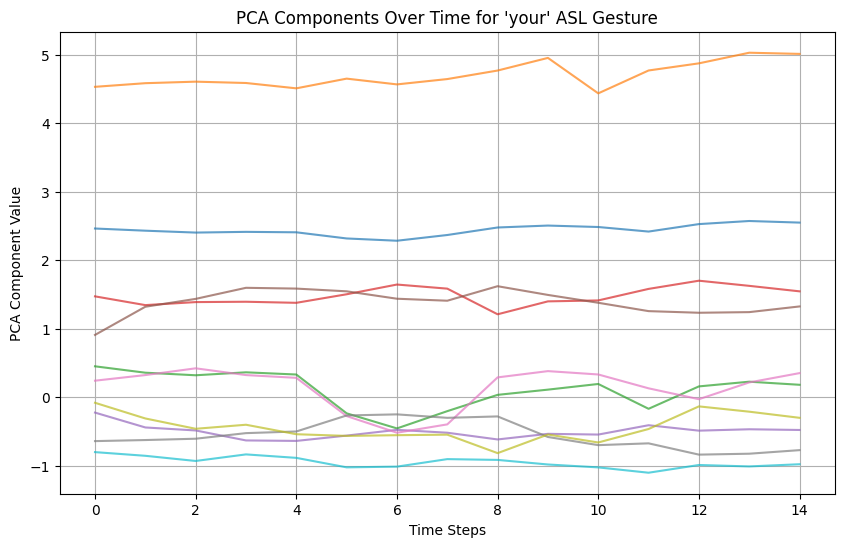 PCA Components Over Time for 'your' ASL Gesture
5
4
3
2
1
0
−1
PCA Component Value
0 2 4 6 8 10 12 14
Time Steps